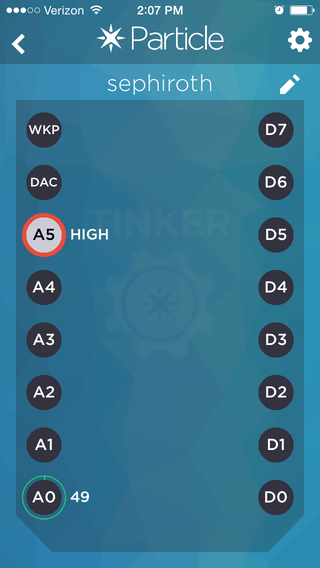 Verizon 2:07 PM
Particle
sephiroth
WKP D7
DAC D6
TINKER
A5 HIGH D5
A4 D4
A3 D3
A2 D2
A1 D1
A0 49 D0